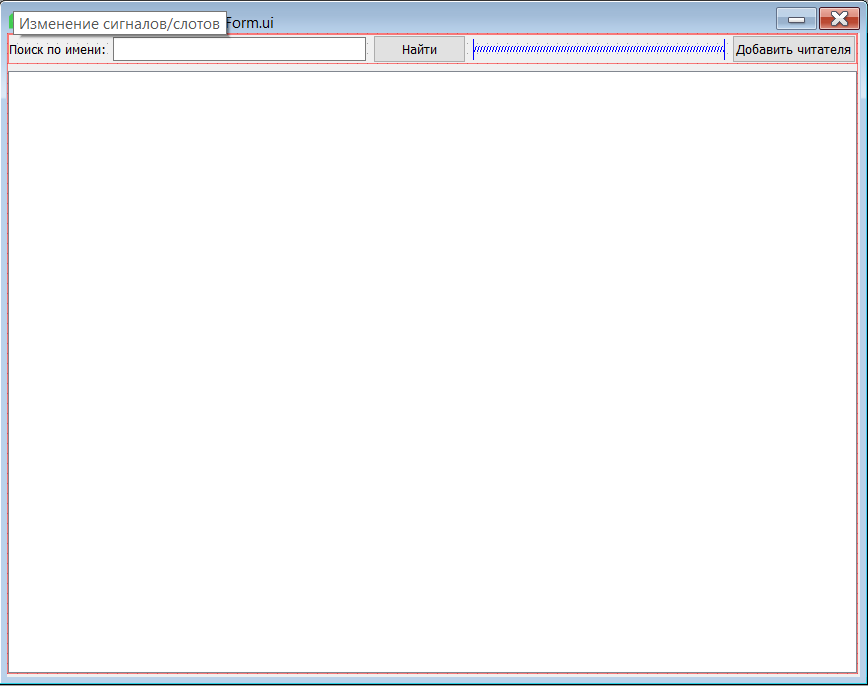 Изменение сигналов/слотов Form.ui
Поиск по имени: Найти Добавить читателя